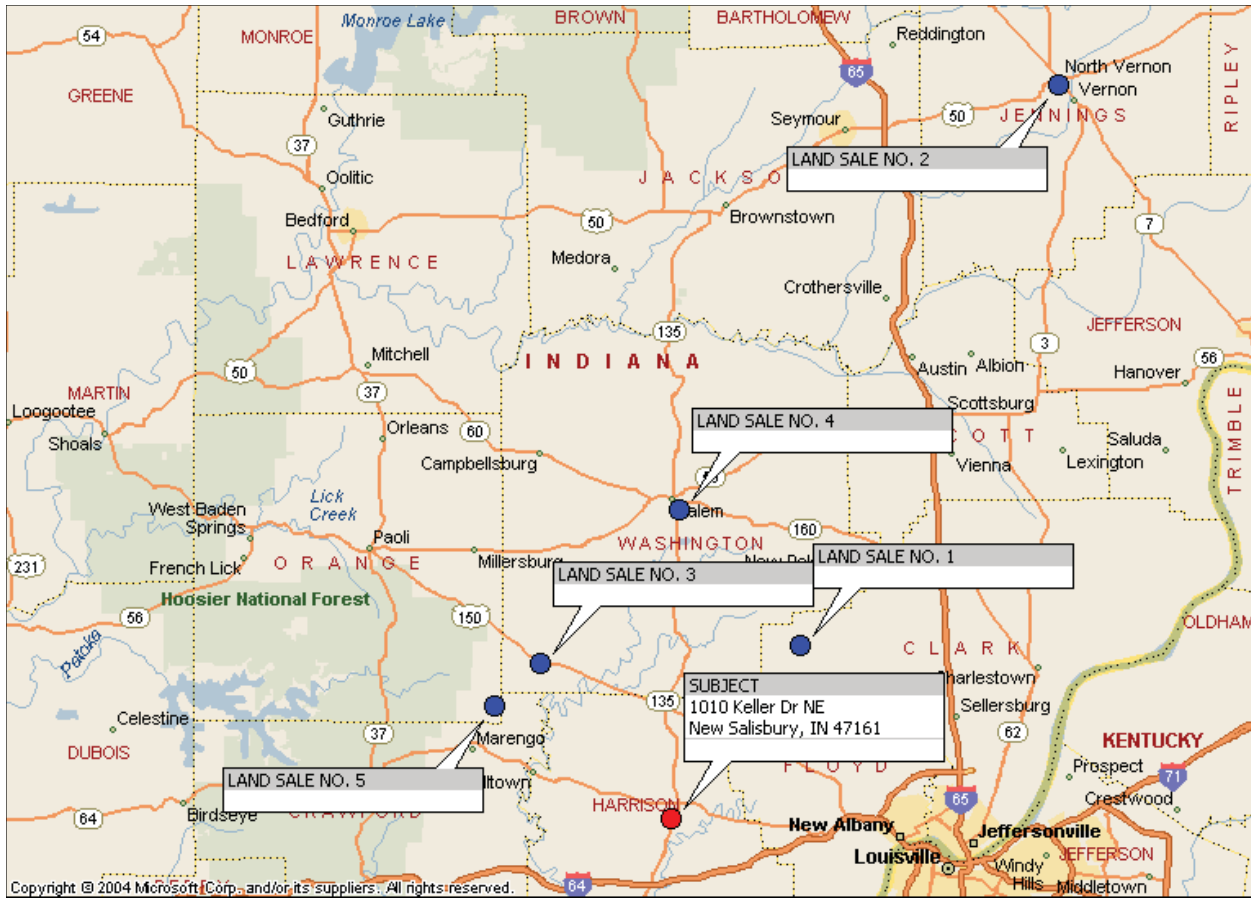 Monroe Lake
BROWN
BARTHOLOMEW
54
MONROE
Reddington
RIPLEY
65
North Vernon
Vernon
GREENE
Guthrie
Seymour
50
JENNINGS
37
LAND SALE NO. 2
Oolitic
JACKSO
Bedford
50
Brownstown
7
LAWRENCE
Medora
Crothersville
135
JEFFERSON
INDIANA
3
56
Mitchell
Austin
Albion
Hanover
50
MARTIN
37
Loogootee
Scottsburg
TRIMBLE
LAND SALE NO. 4
Shoals
Orleans
60
COTT
Saluda
Campbellsburg
Vienna
Lexington
West Baden
Springs
Lick
Creek
alem
160
Paoli
WASHINGTON
231
French Lick
ORANGE
Millersburg
LAND SALE NO. 1
LAND SALE NO. 3
Hoosier National Forest
56
150
OLDHAM
Patoka
CLARK
harlestown
SUBJECT
135
1010 Keller Dr NE
New Salisbury, IN 47161
Celestine
Sellersburg
37
62
Marengo
DUBOIS
KENTUCKY
FLOYD
Prospect
71
LAND SALE NO. 5
lltown
65
Crestwood
HARRISON
Birdseye
CRAWFORD
64
New Albany
Jeffersonville
Louisville
JEFFERSON
Windy
Hills
Middletown
64
Copyright © 2004 Microsoft Corp. and/or its suppliers. All rights reserved.